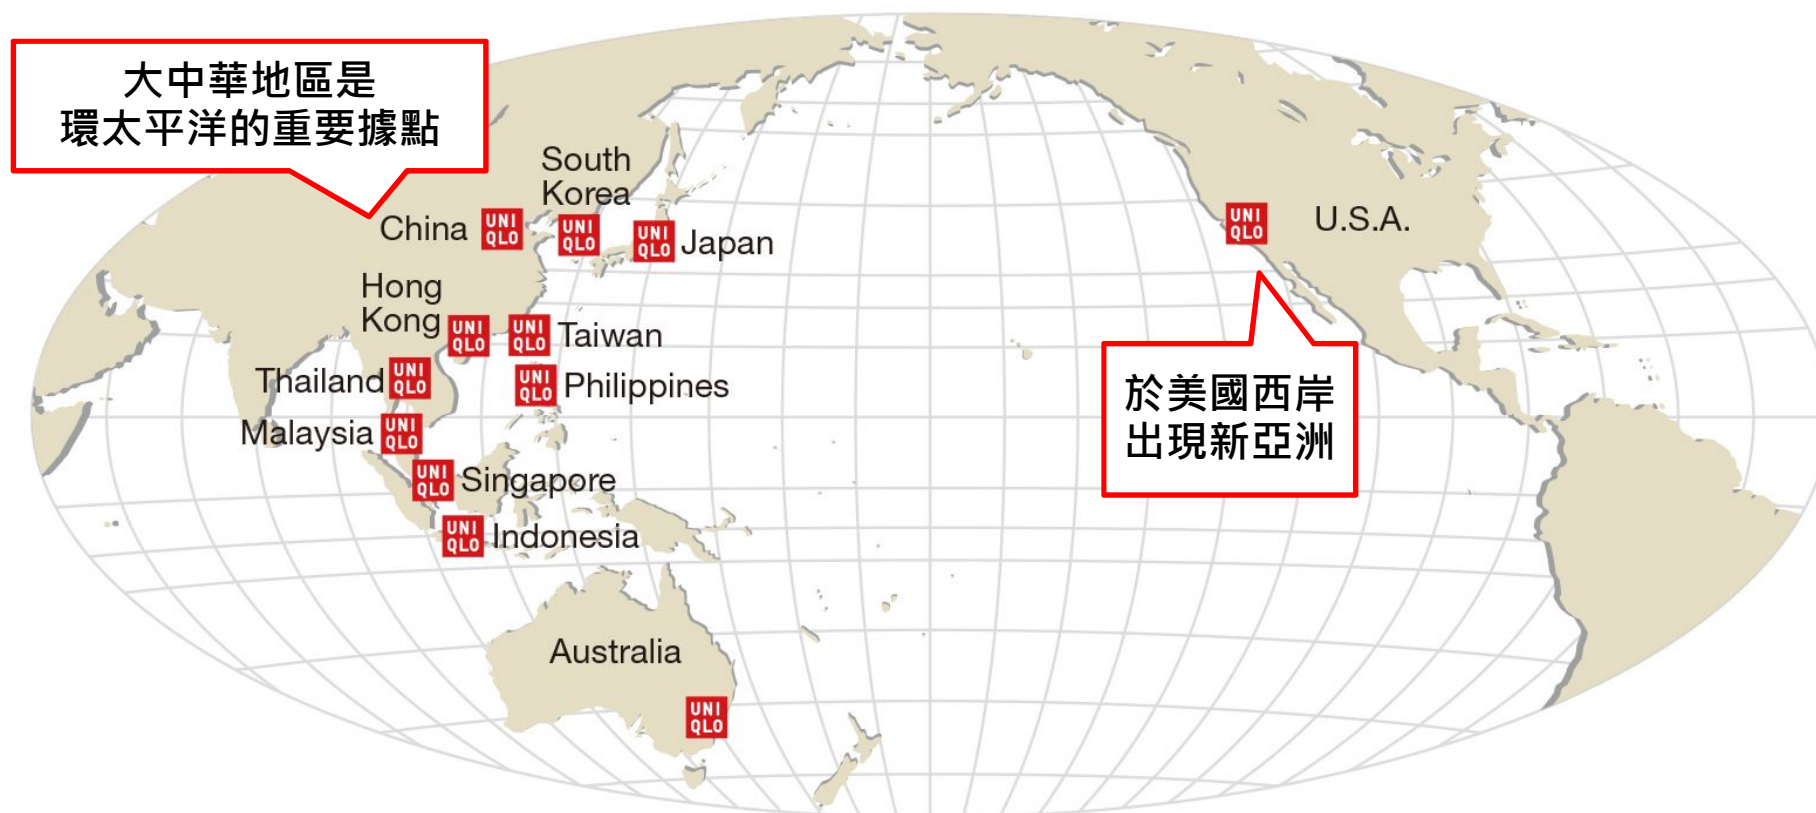 大中華地區是
環太平洋的重要據點
South
Korea
UNI
QLO
China
UNI
QLO
UNI
QLO
Japan
UNI
QLO
U.S.A.
Hong
Kong
UNI
QLO
UNI
QLO
Taiwan
Thailand
UNI
QLO
UNI
QLO
Philippines
於美國西岸
出現新亞洲
Malaysia
UNI
QLO
UNI
QLO
Singapore
UNI
QLO
Indonesia
Australia
UNI
QLO